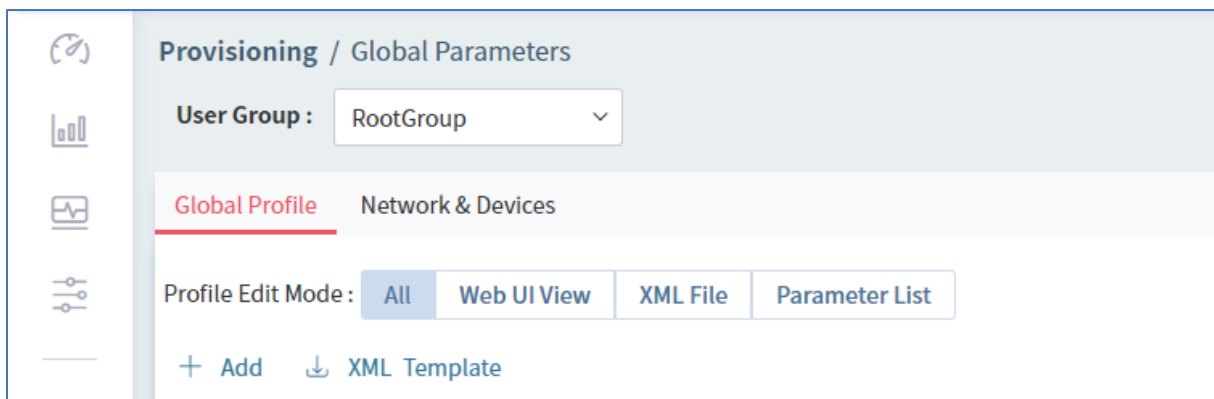 Provisioning / Global Parameters
User Group : RootGroup
Global Profile Network & Devices
Profile Edit Mode : All Web UI View XML File Parameter List
+ Add XML Template